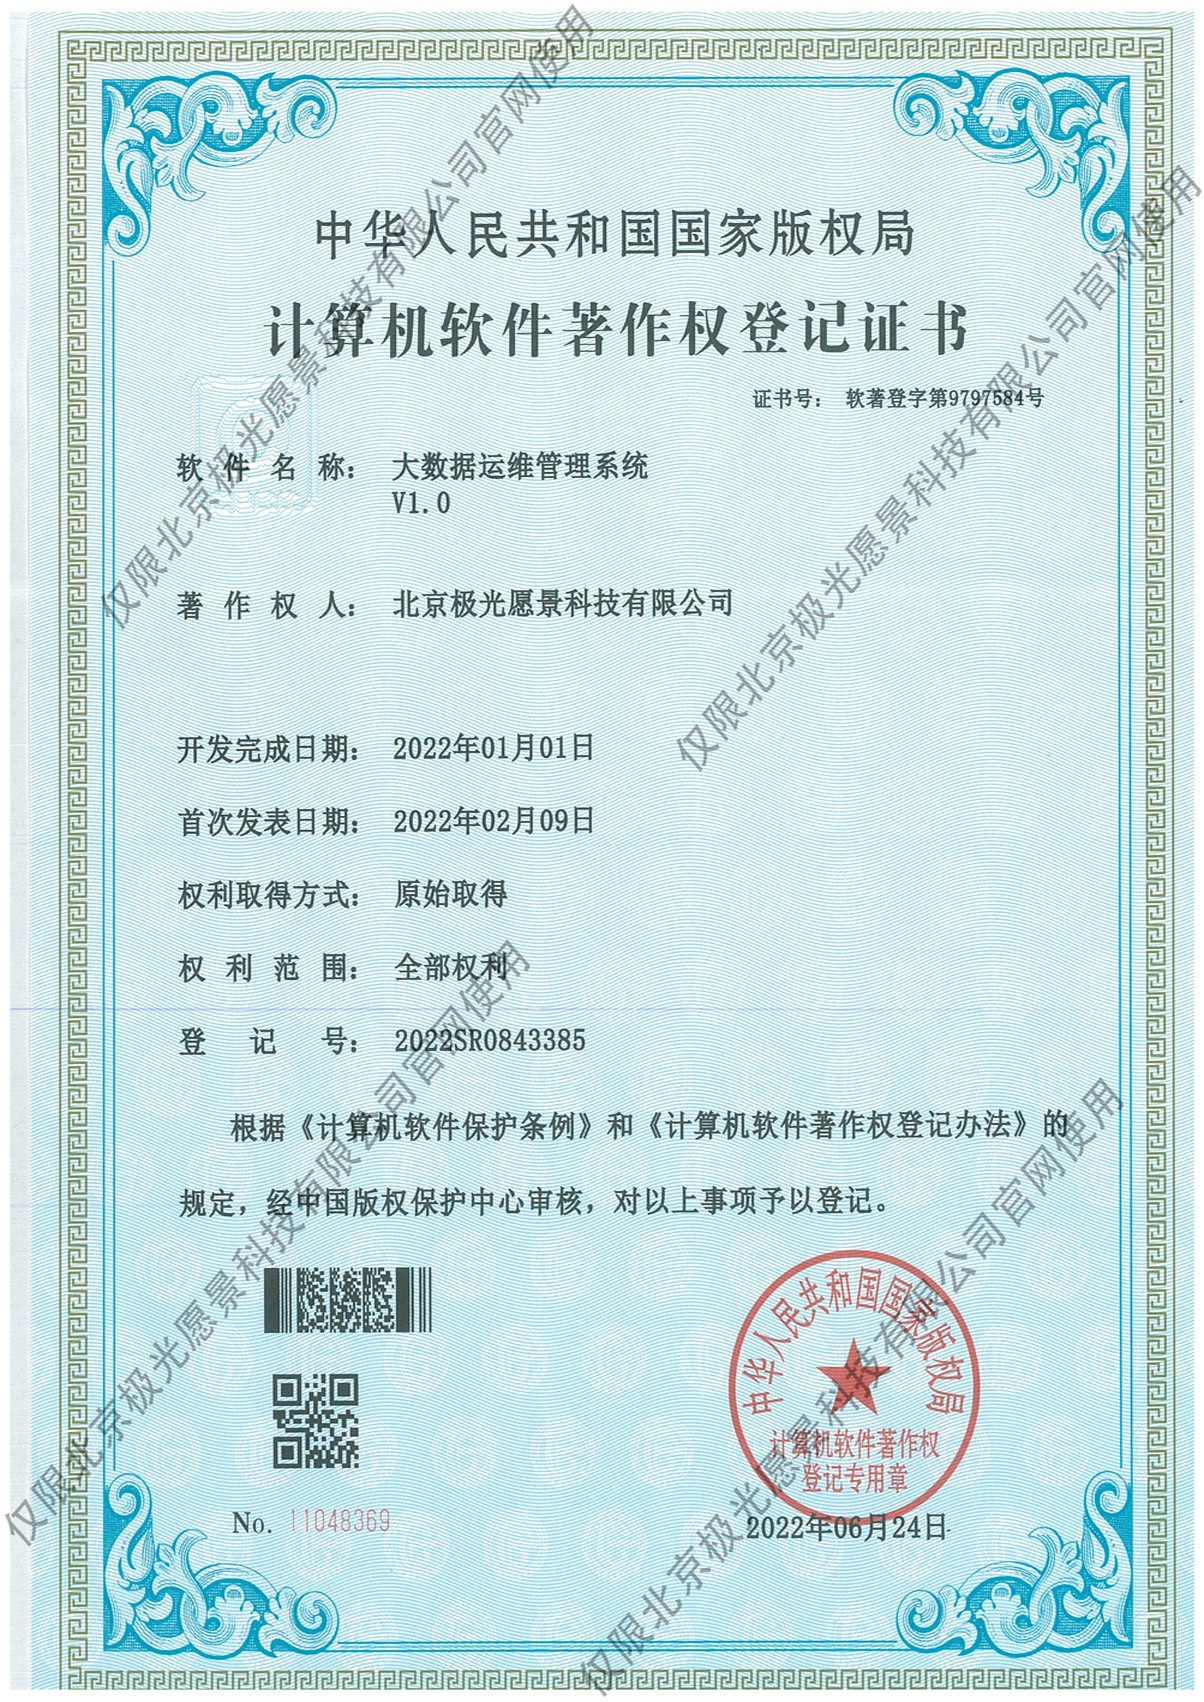 中华人民共和国国家版权局
计算机软件著作权登记证书
证书号： 软著登字第9797584号
软件名称： 大数据运维管理系统
V1.0
著作权人： 北京极光愿景科技有限公司
开发完成日期： 2022年01月01日
首次发表日期： 2022年02月09日
权利取得方式： 原始取得
权利范围： 全部权利
登记号： 2022SR0843385
根据《计算机软件保护条例》和《计算机软件著作权登记办法》的
规定，经中国版权保护中心审核，对以上事项予以登记。
中华人民共和国国家版权局
计算机软件著作权
登记专用章
No. 11048369
2022年06月24日
仅限北京极光愿景科技有限公司官网使用
仅限北京极光愿景科技有限公司官网使用
仅限北京极光愿景科技有限公司官网使用
仅限北京极光愿景科技有限公司官网使用